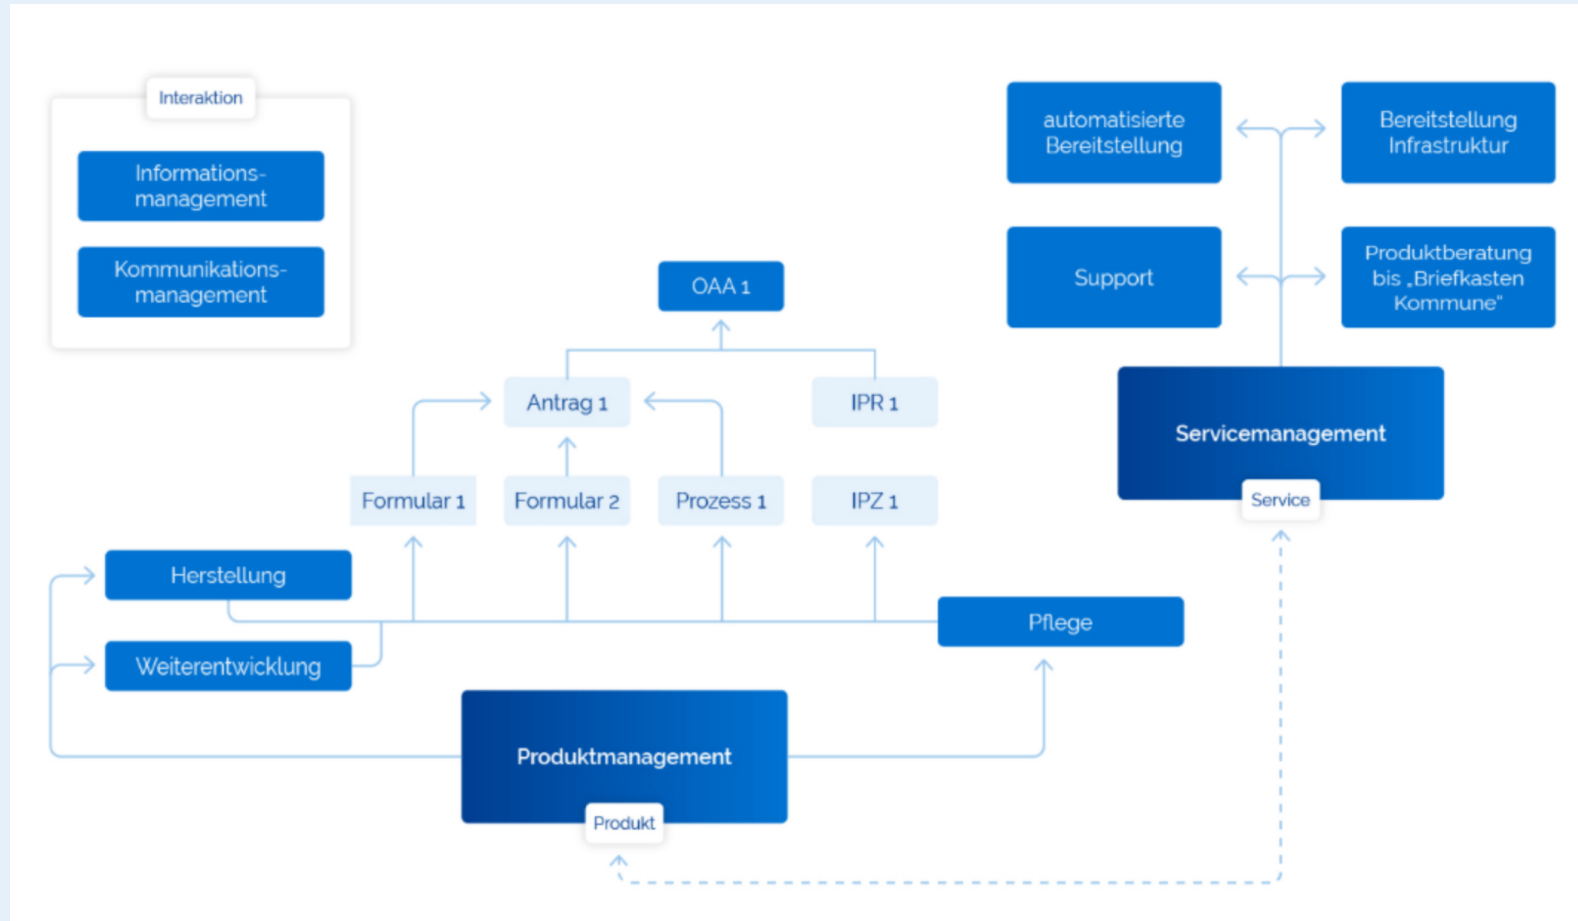 Interaktion
Informations-
management
Kommunikations-
management
automatisierte
Bereitstellung
Bereitstellung
Infrastruktur
Support
Produktberatung
bis „Briefkasten
Kommune“
OAA 1
Antrag 1
IPR 1
Servicemanagement
Service
Formular 1
Formular 2
Prozess 1
IPZ 1
Herstellung
Pflege
Weiterentwicklung
Produktmanagement
Produkt